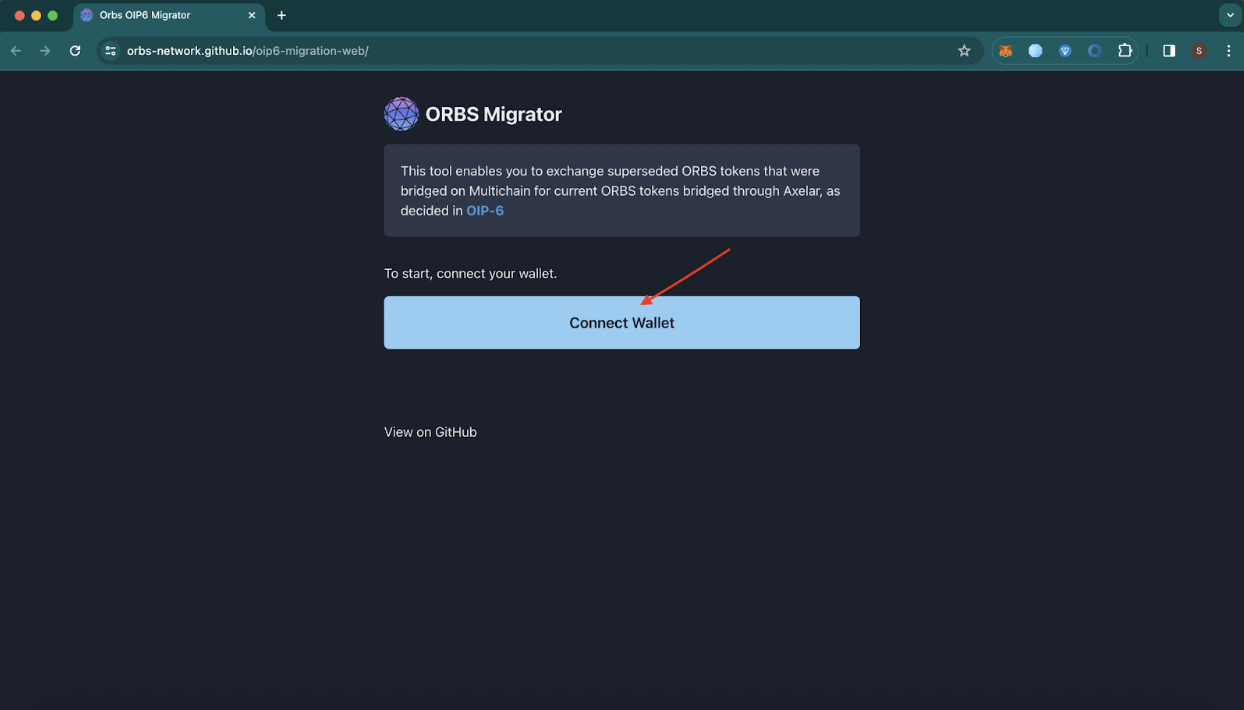 Orbs OIP6 Migrator
orbs-network.github.io/oip6-migration-web/
S
ORBS Migrator
This tool enables you to exchange superseded ORBS tokens that were
bridged on Multichain for current ORBS tokens bridged through Axelar, as
decided in OIP-6
To start, connect your wallet.
Connect Wallet
View on GitHub